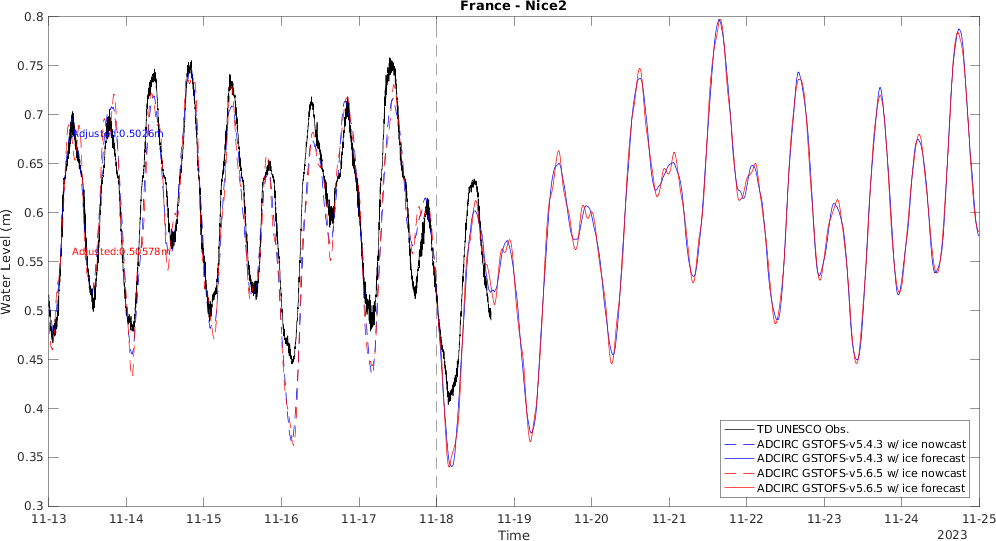 France - Nice2
0.8
0.75
0.7
0.65
0.6
0.55
0.5
0.45
0.4
0.35
0.3
Water Level (m)
Adjusted:0.5026m
Adjusted:0.50578m
TD UNESCO Obs.
ADCIRC GSTOFS-v5.4.3 w/ ice nowcast
ADCIRC GSTOFS-v5.4.3 w/ ice forecast
ADCIRC GSTOFS-v5.6.5 w/ ice nowcast
ADCIRC GSTOFS-v5.6.5 w/ ice forecast
11-13 11-14 11-15 11-16 11-17 11-18 11-19 11-20 11-21 11-22 11-23 11-24 11-25
Time
2023